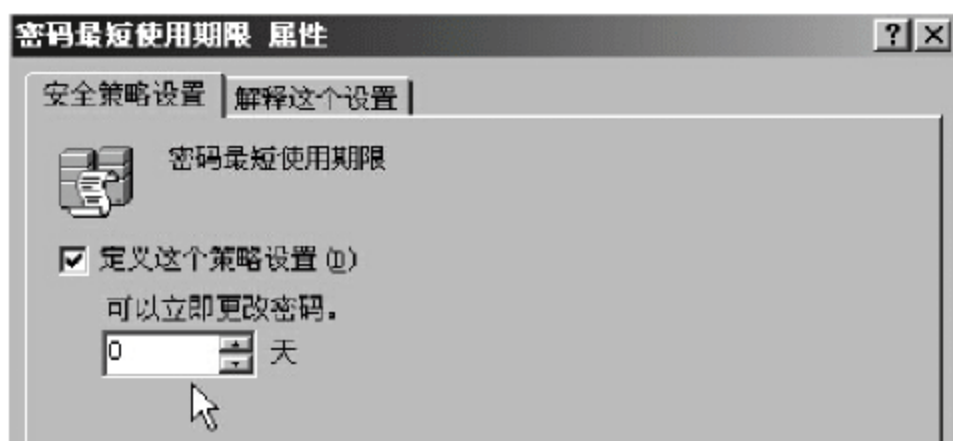 密码最短使用期限 属性
安全策略设置 解释这个设置
密码最短使用期限
定义这个策略设置(D)
可以立即更改密码。
0 天